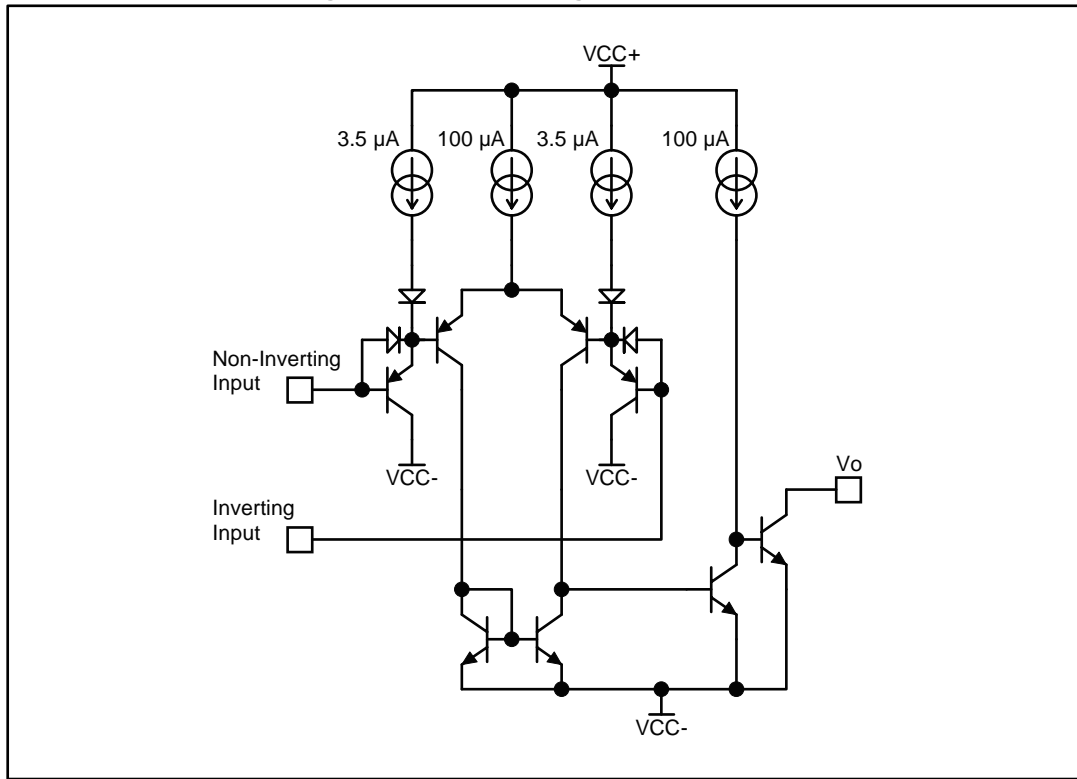 VCC+
3.5 µA
100 µA
3.5 µA
100 µA
Non-Inverting
Input
VCC-
VCC-
Vo
Inverting
Input
VCC-